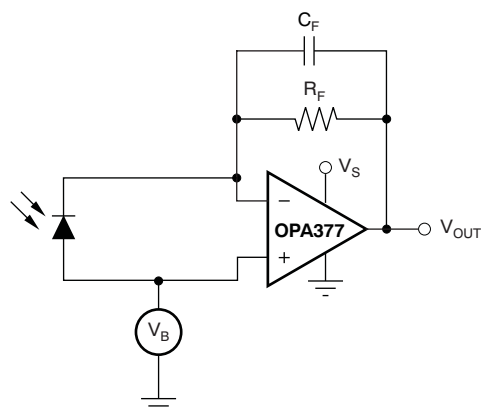 C_F
R_F
V_S
−
OPA377
+
V_OUT
V_B